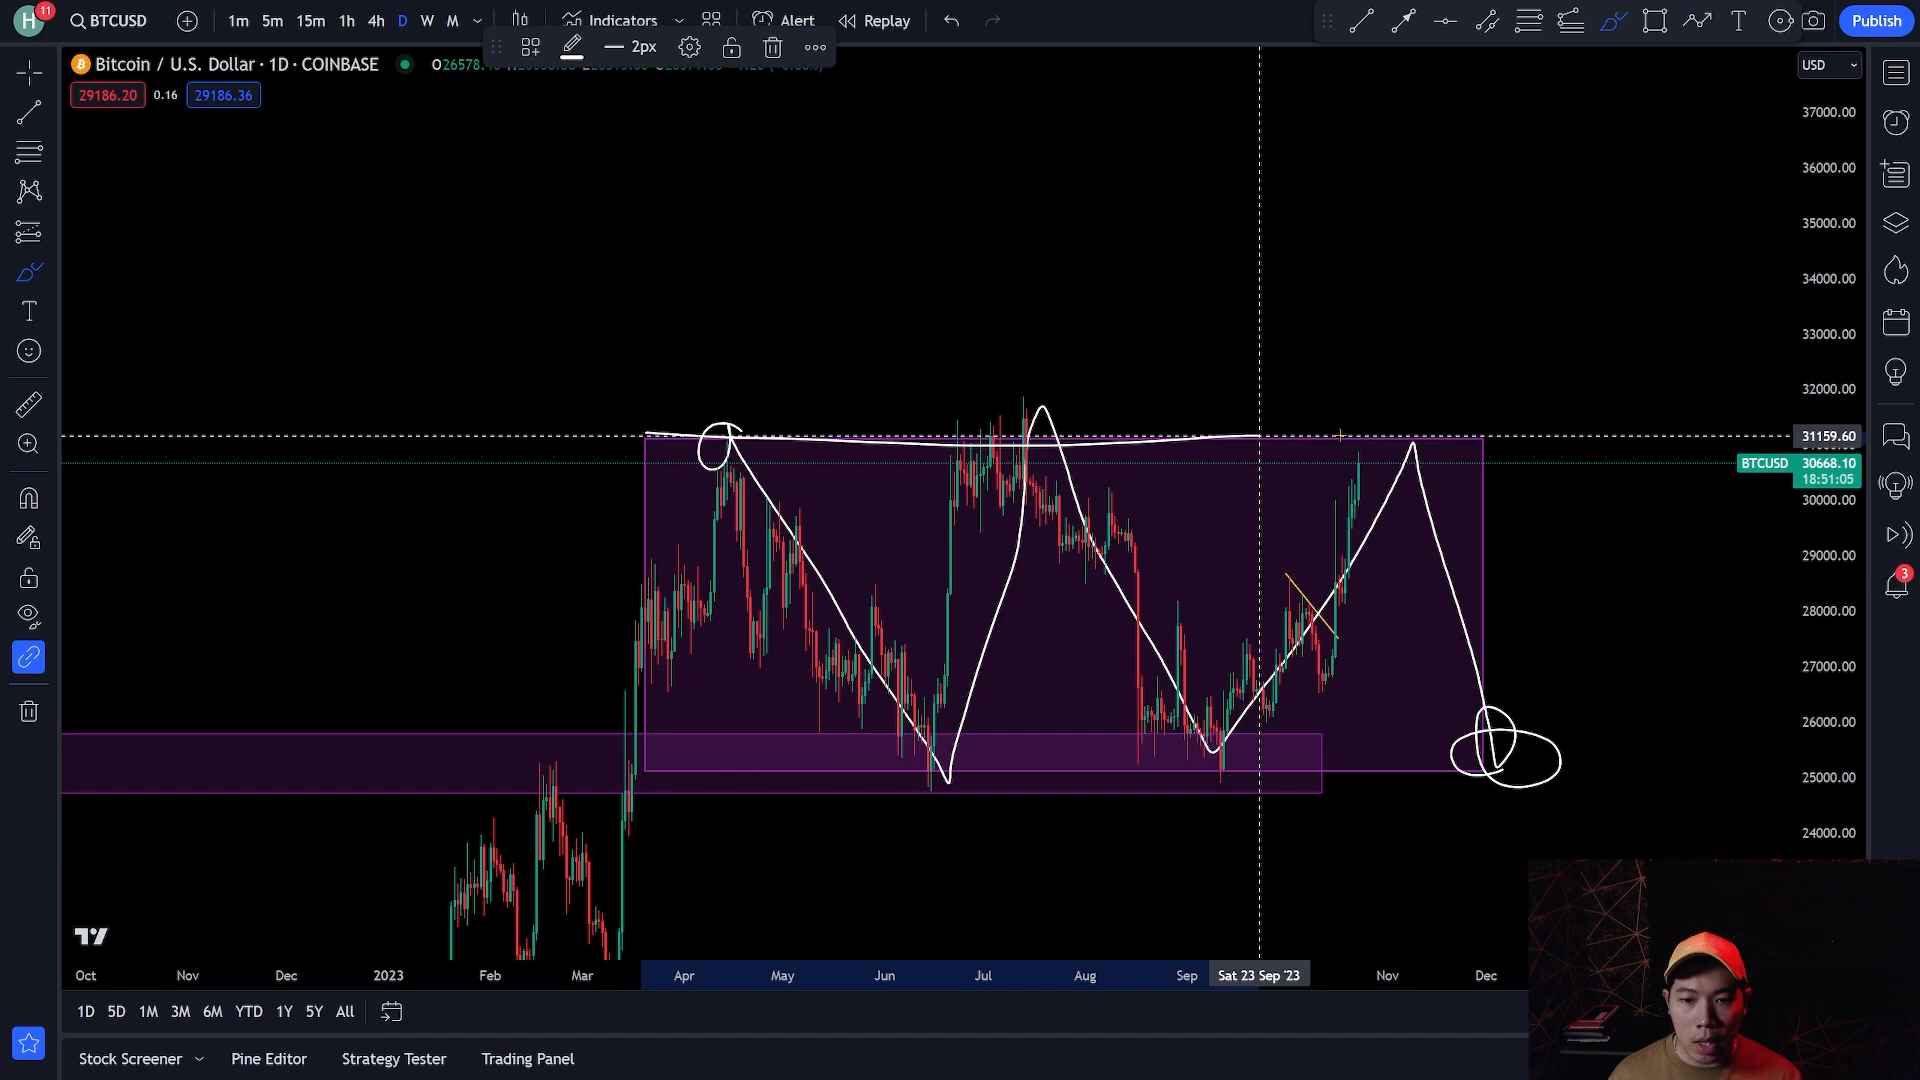 H 11 BTCUSD 1m 5m 15m 1h 4h D W M Indicators Alert Replay Publish
2px
Bitcoin / U.S. Dollar · 1D · COINBASE
USD
29186.20 0.16 29186.36
37000.00
36000.00
35000.00
34000.00
33000.00
32000.00
31159.60
BTCUSD 30668.10
18:51:05
30000.00
29000.00
3
28000.00
27000.00
26000.00
25000.00
24000.00
Oct Nov Dec 2023 Feb Mar Apr May Jun Jul Aug Sep Sat 23 Sep '23 Nov Dec
1D 5D 1M 3M 6M YTD 1Y 5Y All
Stock Screener Pine Editor Strategy Tester Trading Panel